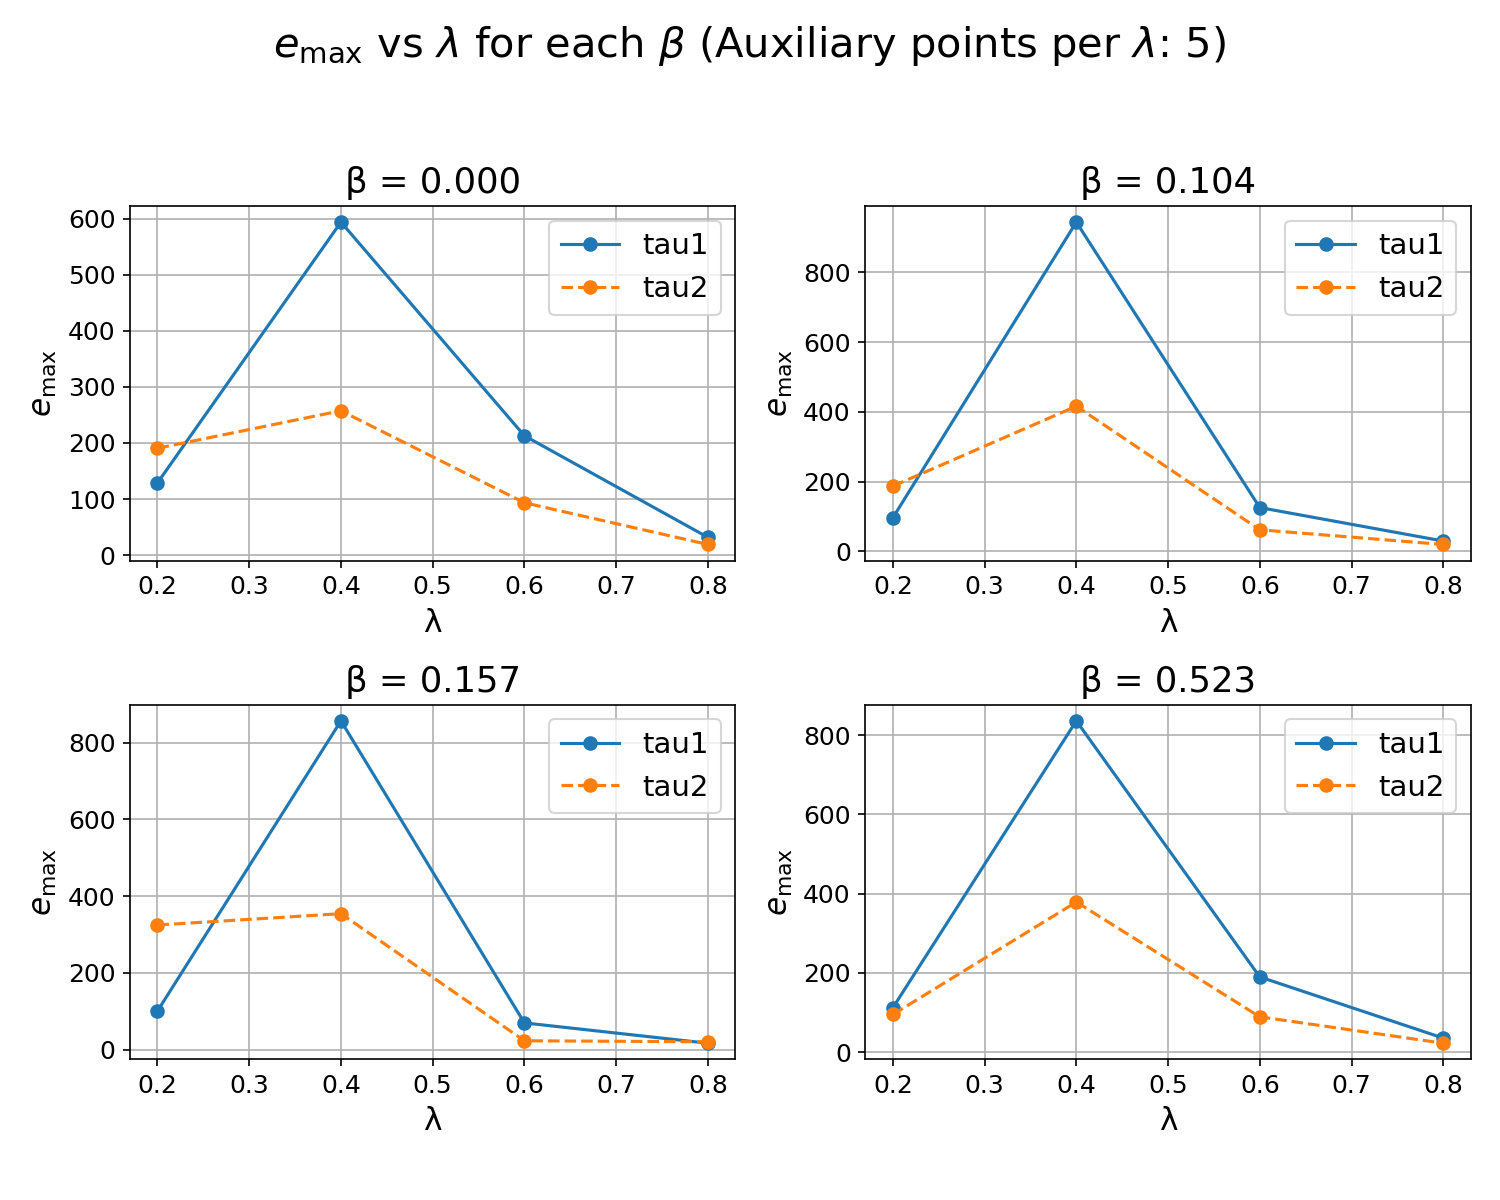 e_max vs λ for each β (Auxiliary points per λ: 5)
β = 0.000
600
500
400
300
200
100
0
e_max
tau1
tau2
0.2 0.3 0.4 0.5 0.6 0.7 0.8
λ
β = 0.104
800
600
400
200
0
e_max
tau1
tau2
0.2 0.3 0.4 0.5 0.6 0.7 0.8
λ
β = 0.157
800
600
400
200
0
e_max
tau1
tau2
0.2 0.3 0.4 0.5 0.6 0.7 0.8
λ
β = 0.523
800
600
400
200
0
e_max
tau1
tau2
0.2 0.3 0.4 0.5 0.6 0.7 0.8
λ